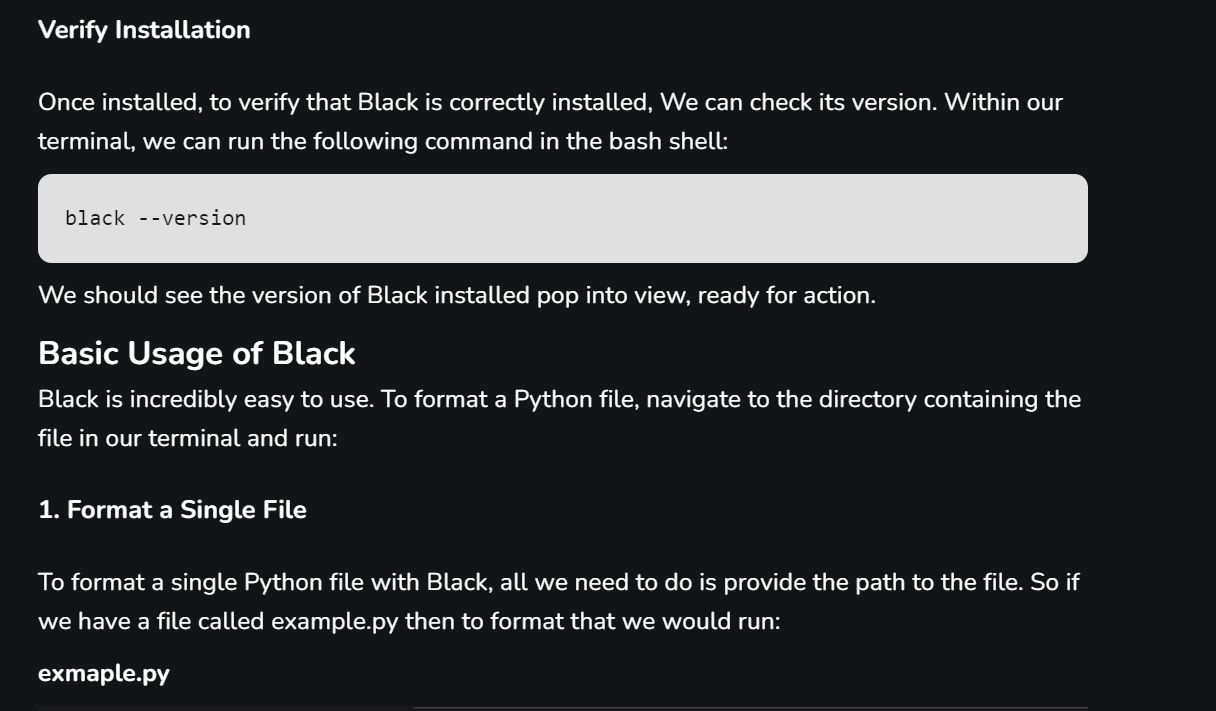 Verify Installation
Once installed, to verify that Black is correctly installed, We can check its version. Within our
terminal, we can run the following command in the bash shell:
black --version
We should see the version of Black installed pop into view, ready for action.
Basic Usage of Black
Black is incredibly easy to use. To format a Python file, navigate to the directory containing the
file in our terminal and run:
1. Format a Single File
To format a single Python file with Black, all we need to do is provide the path to the file. So if
we have a file called example.py then to format that we would run:
exmaple.py